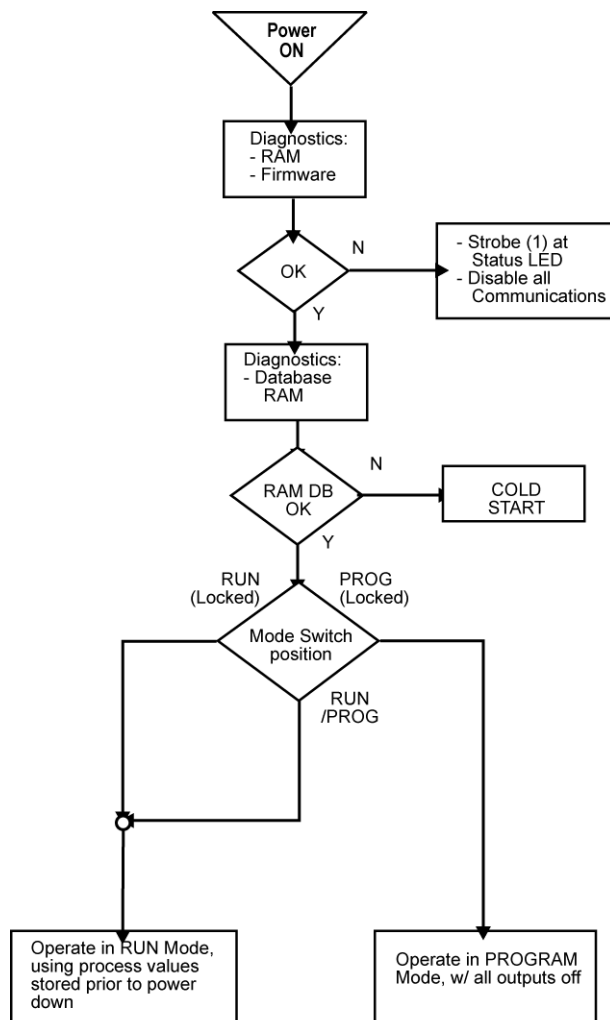 Power
ON
Diagnostics:
- RAM
- Firmware
OK
N
- Strobe (1) at
Status LED
- Disable all
Communications
Y
Diagnostics:
- Database
RAM
RAM DB
OK
N
COLD
START
Y
RUN
(Locked)
PROG
(Locked)
Mode Switch
position
RUN
/PROG
Operate in RUN Mode,
using process values
stored prior to power
down
Operate in PROGRAM
Mode, w/ all outputs off